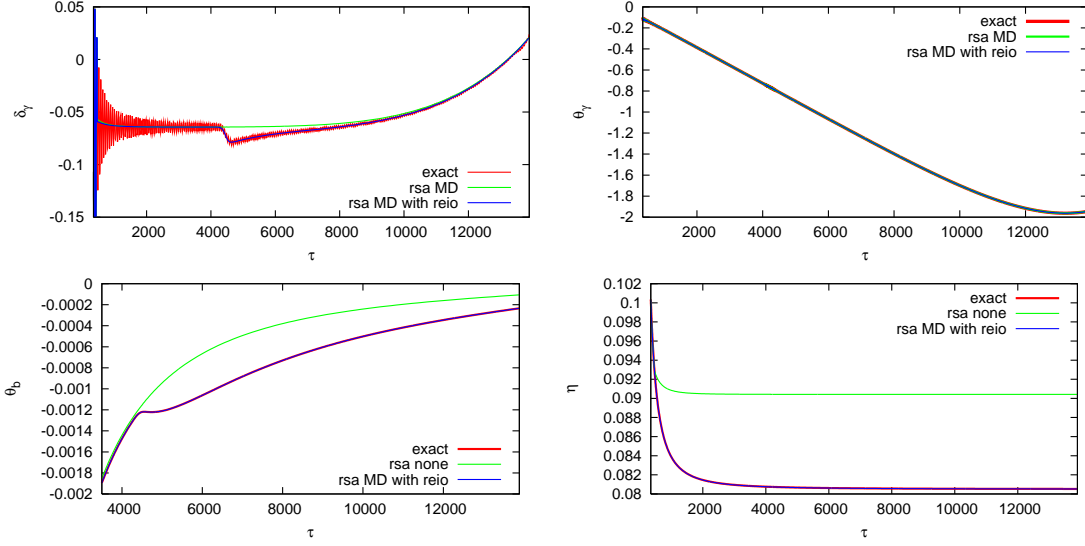 0.05
0
-0.05
-0.1
-0.15
δγ
exact
rsa MD
rsa MD with reio
2000 4000 6000 8000 10000 12000
τ
0
-0.2
-0.4
-0.6
-0.8
-1
-1.2
-1.4
-1.6
-1.8
-2
θγ
exact
rsa MD
rsa MD with reio
2000 4000 6000 8000 10000 12000
τ
0
-0.0002
-0.0004
-0.0006
-0.0008
-0.001
-0.0012
-0.0014
-0.0016
-0.0018
-0.002
θb
exact
rsa none
rsa MD with reio
4000 6000 8000 10000 12000
τ
0.102
0.1
0.098
0.096
0.094
0.092
0.09
0.088
0.086
0.084
0.082
0.08
η
exact
rsa none
rsa MD with reio
2000 4000 6000 8000 10000 12000
τ